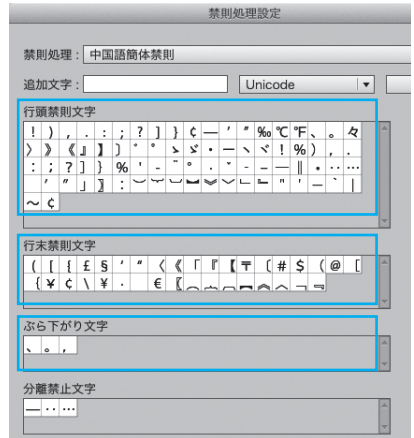 禁則処理設定
禁則処理： 中国語簡体禁則
追加文字： Unicode
行頭禁則文字
! ) , . : ; ? ] } ¢ — ' " ‰ ℃ ℉ 、 。 々
〉 》 《 』 】 〕 ゜ ゛ ゝ ゞ ・ ー ヽ ヾ ! % ) , .
: ; ? ] } % ' -
~ ¢
行末禁則文字
( [ { £ § ' " 〈 《 「 『 【 〒 〔 # $ ( @ [
{ ¥ ¢ \ ¥ · € 〖
ぶら下がり文字
、 。 ,
分離禁止文字
— ‥ …